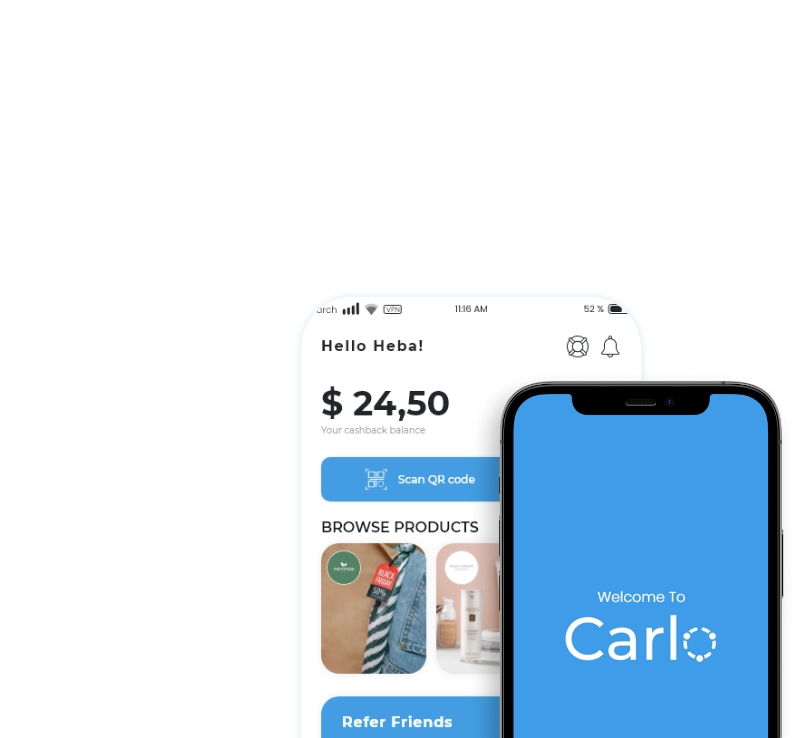 arch VPN 11:16 AM 52 %
Hello Heba!
$ 24,50
Your cashback balance
Scan QR code
BROWSE PRODUCTS
BLACK
FRIDAY
50%
Refer Friends
Welcome To
Carlo